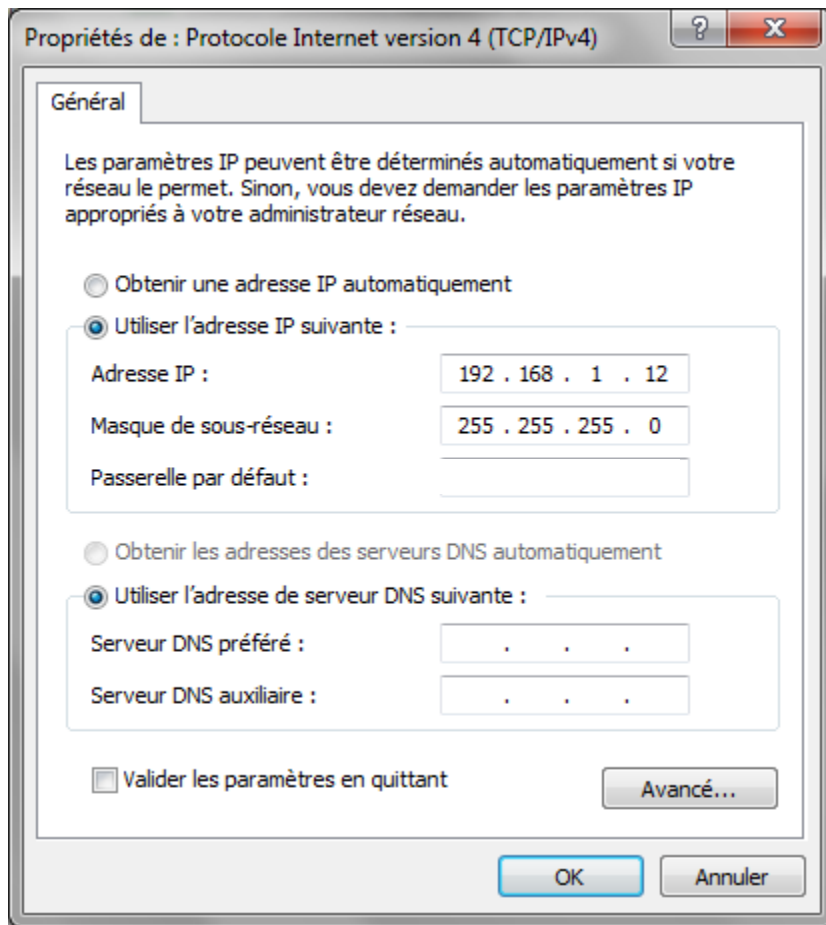 Propriétés de : Protocole Internet version 4 (TCP/IPv4)
Général
Les paramètres IP peuvent être déterminés automatiquement si votre
réseau le permet. Sinon, vous devez demander les paramètres IP
appropriés à votre administrateur réseau.
Obtenir une adresse IP automatiquement
Utiliser l'adresse IP suivante :
Adresse IP : 192 . 168 . 1 . 12
Masque de sous-réseau : 255 . 255 . 255 . 0
Passerelle par défaut :
Obtenir les adresses des serveurs DNS automatiquement
Utiliser l'adresse de serveur DNS suivante :
Serveur DNS préféré : . . .
Serveur DNS auxiliaire : . . .
Valider les paramètres en quittant
Avancé...
OK Annuler